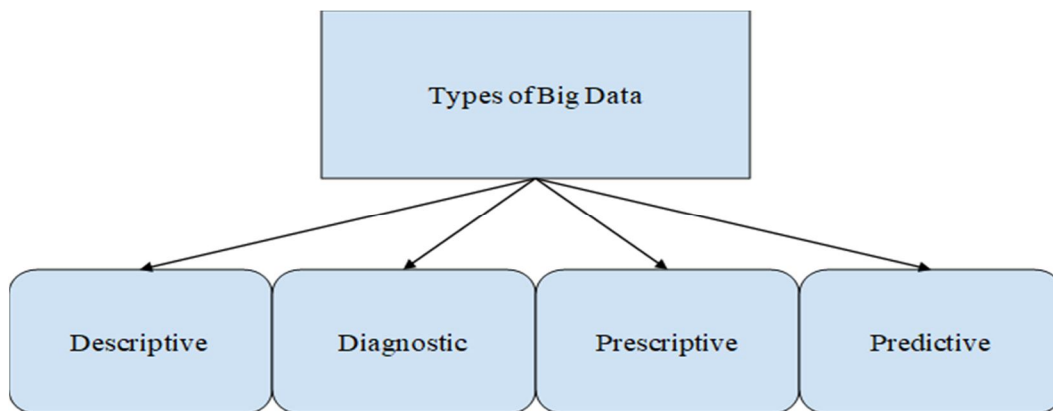 Types of Big Data
Descriptive
Diagnostic
Prescriptive
Predictive